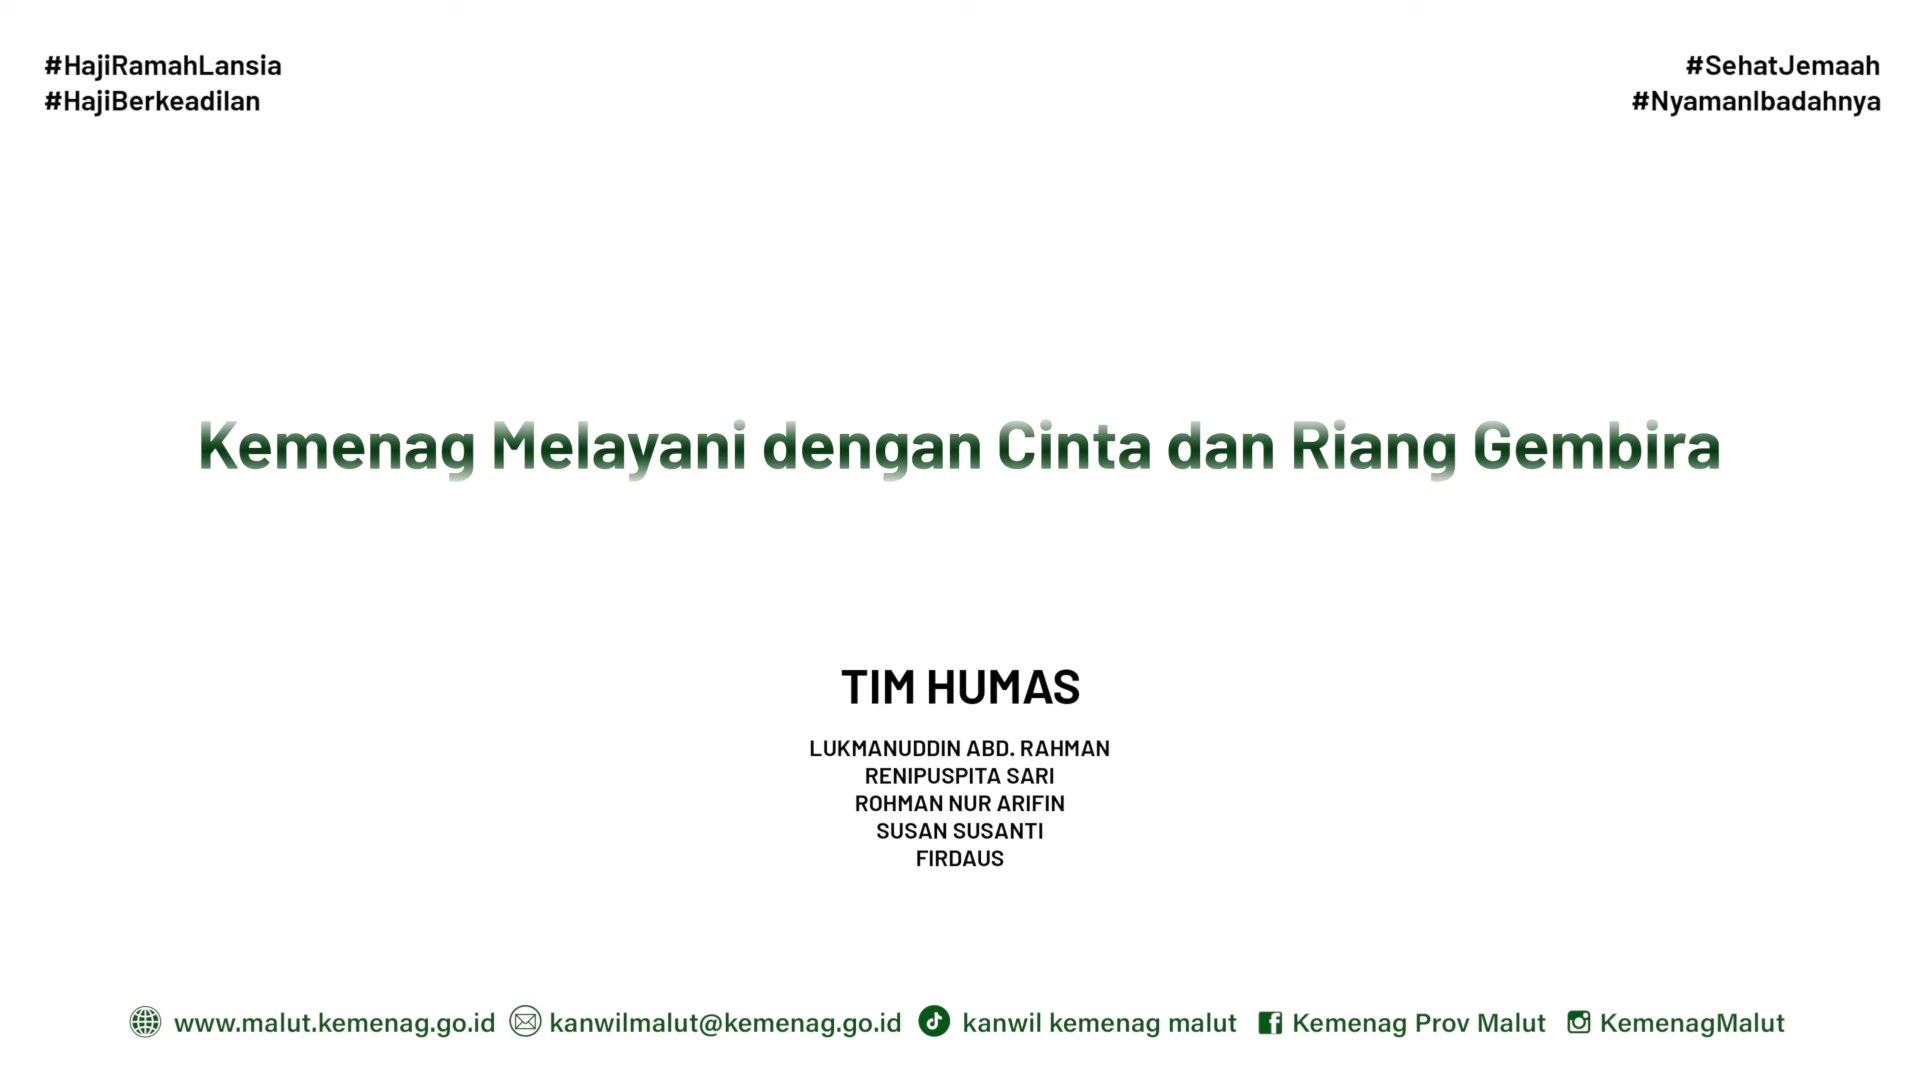 #HajiRamahLansia
#HajiBerkeadilan
#SehatJemaah
#NyamanIbadahnya
Kemenag Melayani dengan Cinta dan Riang Gembira
TIM HUMAS
LUKMANUDDIN ABD. RAHMAN
RENIPUSPITA SARI
ROHMAN NUR ARIFIN
SUSAN SUSANTI
FIRDAUS
www.malut.kemenag.go.id kanwilmalut@kemenag.go.id kanwil kemenag malut Kemenag Prov Malut KemenagMalut